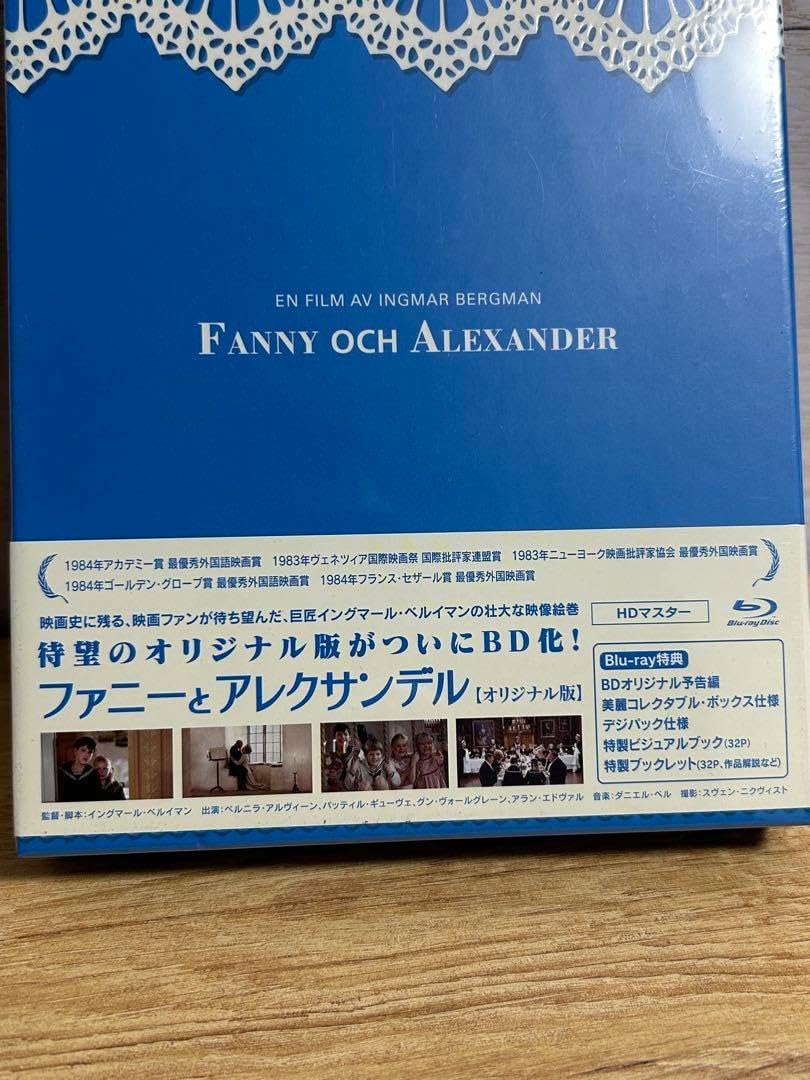 EN FILM AV INGMAR BERGMAN
FANNY OCH ALEXANDER
1984年アカデミー賞 最優秀外国語映画賞 1983年ヴェネツィア国際映画祭 国際批評家連盟賞 1983年ニューヨーク映画批評家協会 最優秀外国映画賞
1984年ゴールデン・グローブ賞 最優秀外国語映画賞 1984年フランス・セザール賞 最優秀外国映画賞
映画史に残る、映画ファンが待ち望んだ、巨匠イングマール・ベルイマンの壮大な映像絵巻
待望のオリジナル版がついにBD化!
ファニーとアレクサンデル【オリジナル版】
HDマスター
Blu-ray Disc
Blu-ray特典
BDオリジナル予告編
美麗コレクタブル・ボックス仕様
デジパック仕様
特製ビジュアルブック(32P)
特製ブックレット(32P、作品解説など)
監督・脚本:イングマール・ベルイマン 出演:ペルニラ・アルヴィーン、バッティル・ギューヴェ、グン・ヴォールグレーン、アラン・エドヴァル 音楽:ダニエル・ベル 撮影:スヴェン・ニクヴィスト